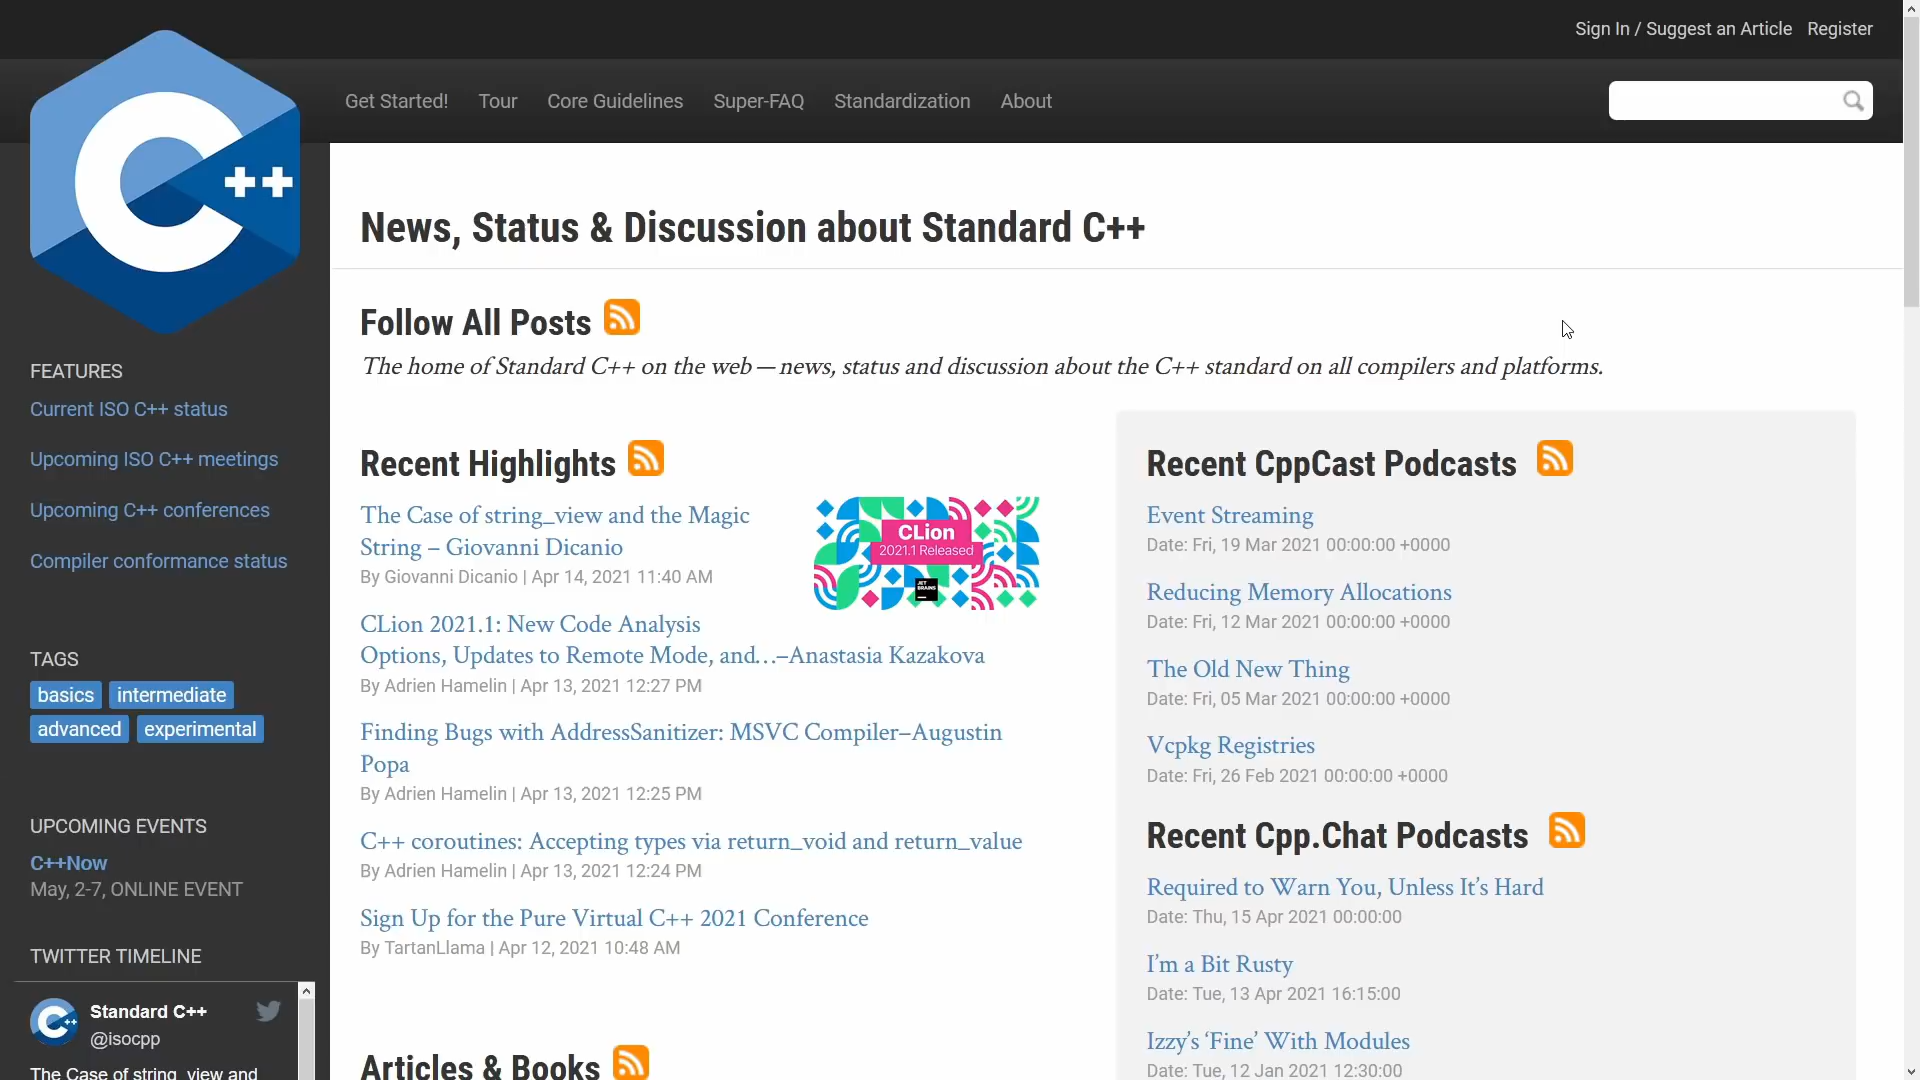 Sign In / Suggest an Article Register
Get Started! Tour Core Guidelines Super-FAQ Standardization About
C++
News, Status & Discussion about Standard C++
Follow All Posts
The home of Standard C++ on the web — news, status and discussion about the C++ standard on all compilers and platforms.
FEATURES
Current ISO C++ status
Upcoming ISO C++ meetings
Upcoming C++ conferences
Compiler conformance status
TAGS
basics intermediate
advanced experimental
UPCOMING EVENTS
C++Now
May, 2-7, ONLINE EVENT
TWITTER TIMELINE
Standard C++
@isocpp
The Case of string_view and
Recent Highlights
The Case of string_view and the Magic
String – Giovanni Dicanio
By Giovanni Dicanio | Apr 14, 2021 11:40 AM
CLion
2021.1 Released
JET
BRAINS
CLion 2021.1: New Code Analysis
Options, Updates to Remote Mode, and...–Anastasia Kazakova
By Adrien Hamelin | Apr 13, 2021 12:27 PM
Finding Bugs with AddressSanitizer: MSVC Compiler–Augustin
Popa
By Adrien Hamelin | Apr 13, 2021 12:25 PM
C++ coroutines: Accepting types via return_void and return_value
By Adrien Hamelin | Apr 13, 2021 12:24 PM
Sign Up for the Pure Virtual C++ 2021 Conference
By TartanLlama | Apr 12, 2021 10:48 AM
Articles & Books
Recent CppCast Podcasts
Event Streaming
Date: Fri, 19 Mar 2021 00:00:00 +0000
Reducing Memory Allocations
Date: Fri, 12 Mar 2021 00:00:00 +0000
The Old New Thing
Date: Fri, 05 Mar 2021 00:00:00 +0000
Vcpkg Registries
Date: Fri, 26 Feb 2021 00:00:00 +0000
Recent Cpp.Chat Podcasts
Required to Warn You, Unless It’s Hard
Date: Thu, 15 Apr 2021 00:00:00
I’m a Bit Rusty
Date: Tue, 13 Apr 2021 16:15:00
Izzy’s ‘Fine’ With Modules
Date: Tue, 12 Jan 2021 12:30:00